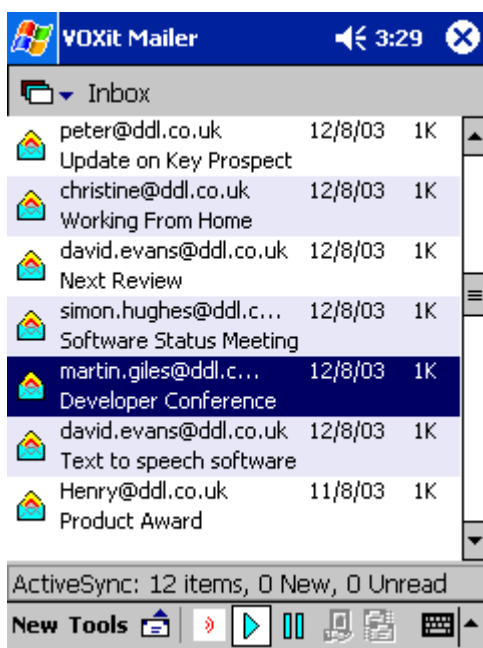 VOXit Mailer 3:29
Inbox
peter@ddl.co.uk 12/8/03 1K
Update on Key Prospect
christine@ddl.co.uk 12/8/03 1K
Working From Home
david.evans@ddl.co.uk 12/8/03 1K
Next Review
simon.hughes@ddl.c... 12/8/03 1K
Software Status Meeting
martin.giles@ddl.c... 12/8/03 1K
Developer Conference
david.evans@ddl.co.uk 12/8/03 1K
Text to speech software
Henry@ddl.co.uk 11/8/03 1K
Product Award
ActiveSync: 12 items, 0 New, 0 Unread
New Tools